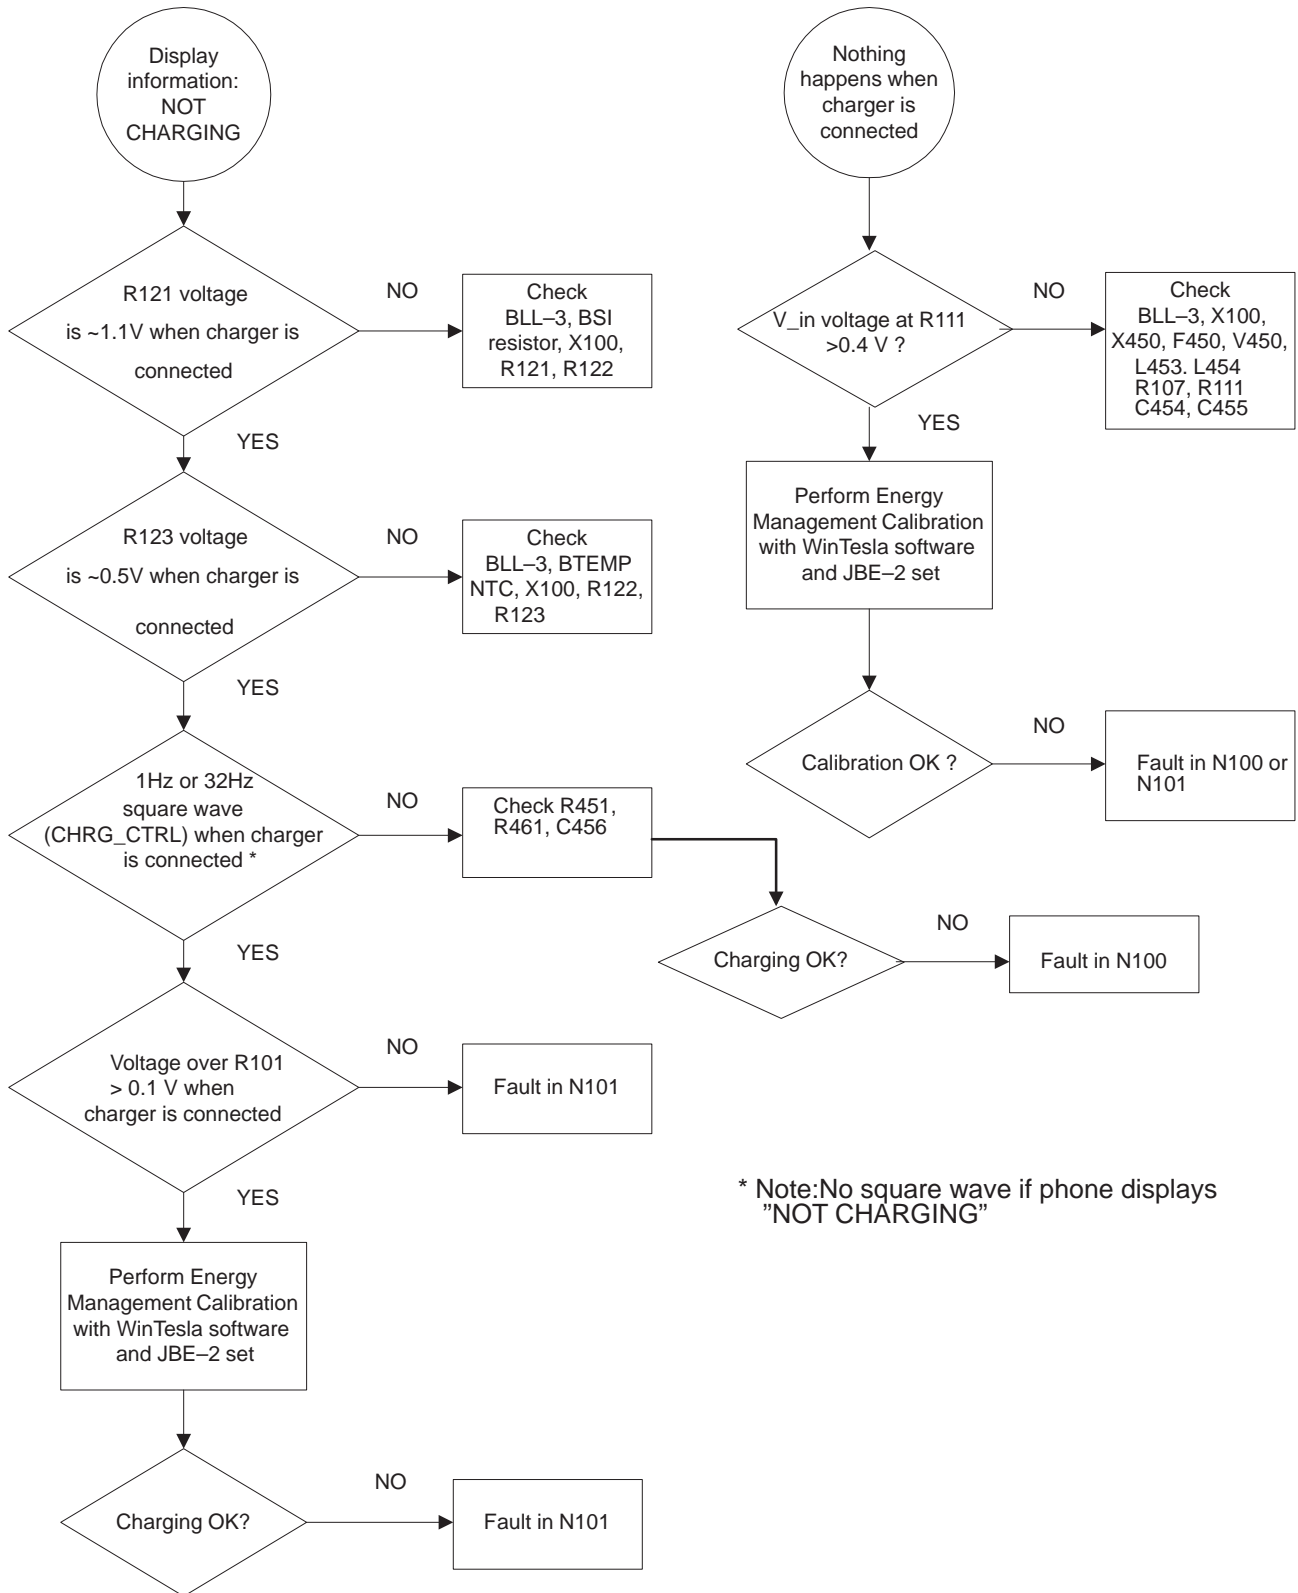 Display
information:
NOT
CHARGING
R121 voltage
is ~1.1V when charger is
connected
NO
Check
BLL–3, BSI
resistor, X100,
R121, R122
YES
R123 voltage
is ~0.5V when charger is
connected
NO
Check
BLL–3, BTEMP
NTC, X100, R122,
R123
YES
1Hz or 32Hz
square wave
(CHRG_CTRL) when charger
is connected *
NO
Check R451,
R461, C456
Charging OK?
NO
Fault in N100
YES
Voltage over R101
> 0.1 V when
charger is connected
NO
Fault in N101
YES
Perform Energy
Management Calibration
with WinTesla software
and JBE–2 set
Charging OK?
NO
Fault in N101
Nothing
happens when
charger is
connected
V_in voltage at R111
>0.4 V ?
NO
Check
BLL–3, X100,
X450, F450, V450,
L453. L454
R107, R111
C454, C455
YES
Perform Energy
Management Calibration
with WinTesla software
and JBE–2 set
Calibration OK ?
NO
Fault in N100 or
N101
* Note:No square wave if phone displays
”NOT CHARGING”